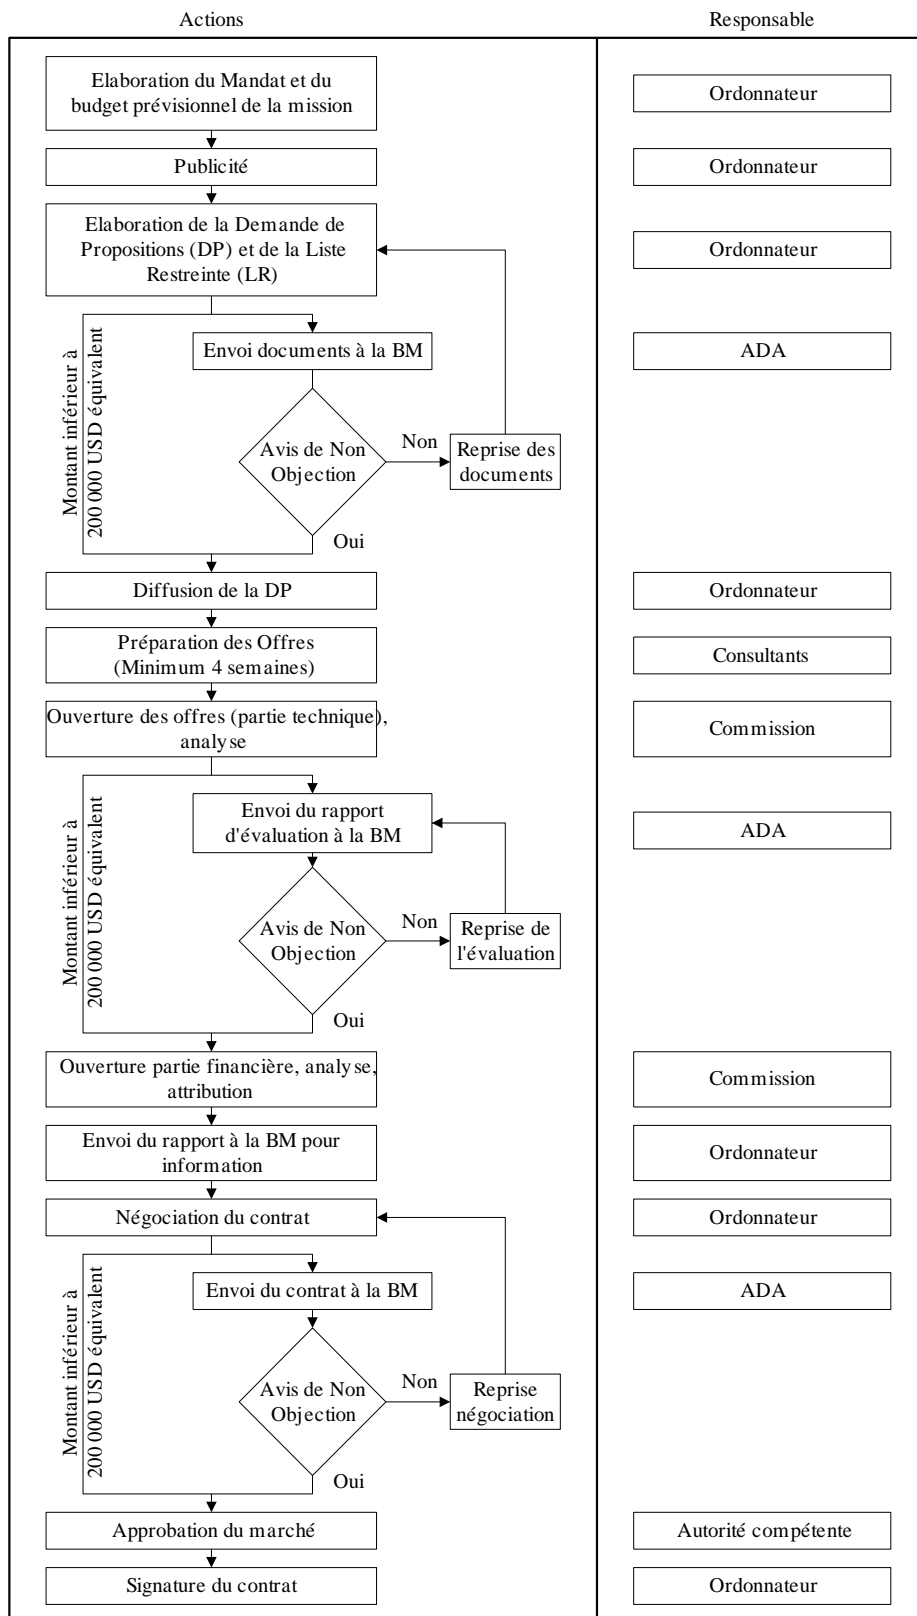 Actions
Responsable
Elaboration du Mandat et du
budget prévisionnel de la mission
Ordonnateur
Publicité
Ordonnateur
Elaboration de la Demande de
Propositions (DP) et de la Liste
Restreinte (LR)
Ordonnateur
Montant inférieur à
200 000 USD équivalent
Envoi documents à la BM
ADA
Avis de Non
Objection
Non
Reprise des
documents
Oui
Diffusion de la DP
Ordonnateur
Préparation des Offres
(Minimum 4 semaines)
Consultants
Ouverture des offres (partie technique),
analyse
Commission
Montant inférieur à
200 000 USD équivalent
Envoi du rapport
d'évaluation à la BM
ADA
Avis de Non
Objection
Non
Reprise de
l'évaluation
Oui
Ouverture partie financière, analyse,
attribution
Commission
Envoi du rapport à la BM pour
information
Ordonnateur
Négociation du contrat
Ordonnateur
Montant inférieur à
200 000 USD équivalent
Envoi du contrat à la BM
ADA
Avis de Non
Objection
Non
Reprise
négociation
Oui
Approbation du marché
Autorité compétente
Signature du contrat
Ordonnateur